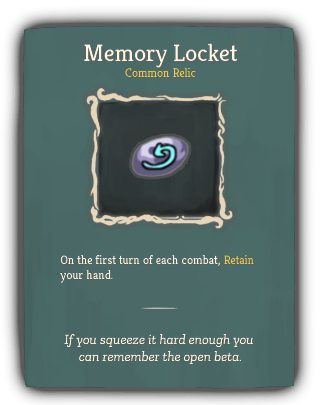 Memory Locket
Common Relic
On the first turn of each combat, Retain
your hand.
If you squeeze it hard enough you
can remember the open beta.